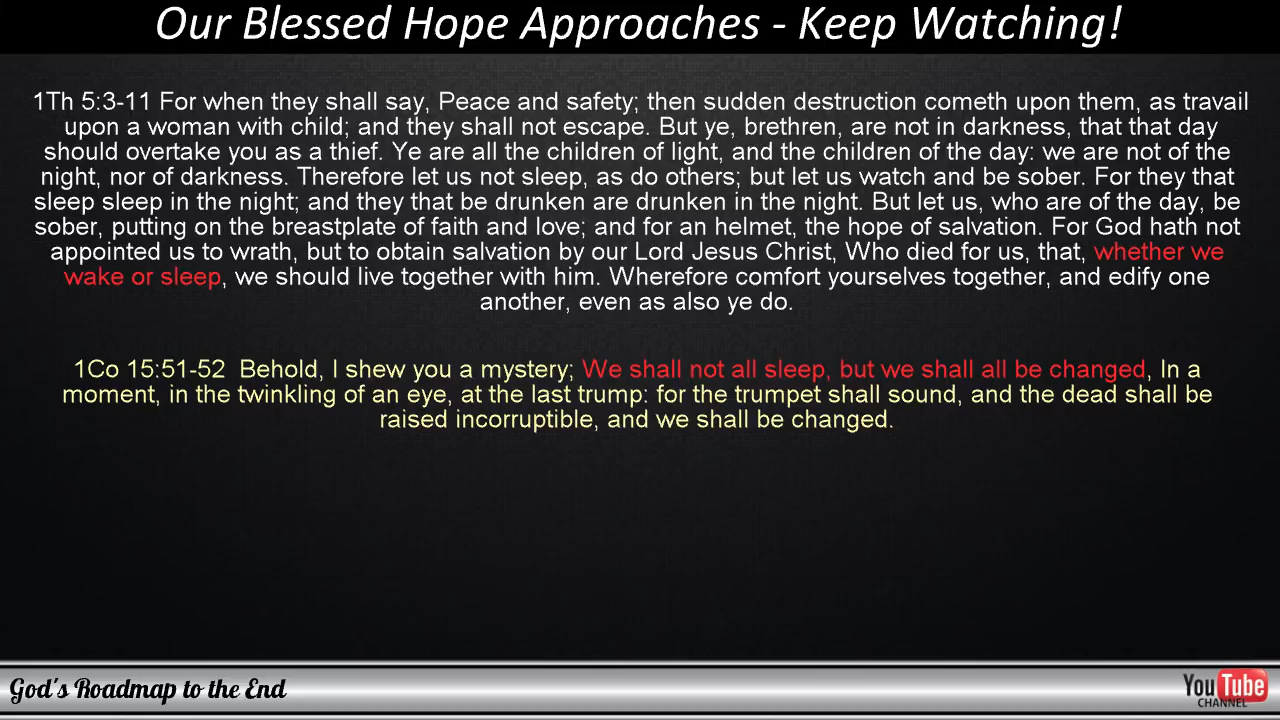 Our Blessed Hope Approaches - Keep Watching!
1Th 5:3-11 For when they shall say, Peace and safety; then sudden destruction cometh upon them, as travail
upon a woman with child; and they shall not escape. But ye, brethren, are not in darkness, that that day
should overtake you as a thief. Ye are all the children of light, and the children of the day: we are not of the
night, nor of darkness. Therefore let us not sleep, as do others; but let us watch and be sober. For they that
sleep sleep in the night; and they that be drunken are drunken in the night. But let us, who are of the day, be
sober, putting on the breastplate of faith and love; and for an helmet, the hope of salvation. For God hath not
appointed us to wrath, but to obtain salvation by our Lord Jesus Christ, Who died for us, that, whether we
wake or sleep, we should live together with him. Wherefore comfort yourselves together, and edify one
another, even as also ye do.
1Co 15:51-52 Behold, I shew you a mystery; We shall not all sleep, but we shall all be changed, In a
moment, in the twinkling of an eye, at the last trump: for the trumpet shall sound, and the dead shall be
raised incorruptible, and we shall be changed.
God's Roadmap to the End
YouTube
CHANNEL